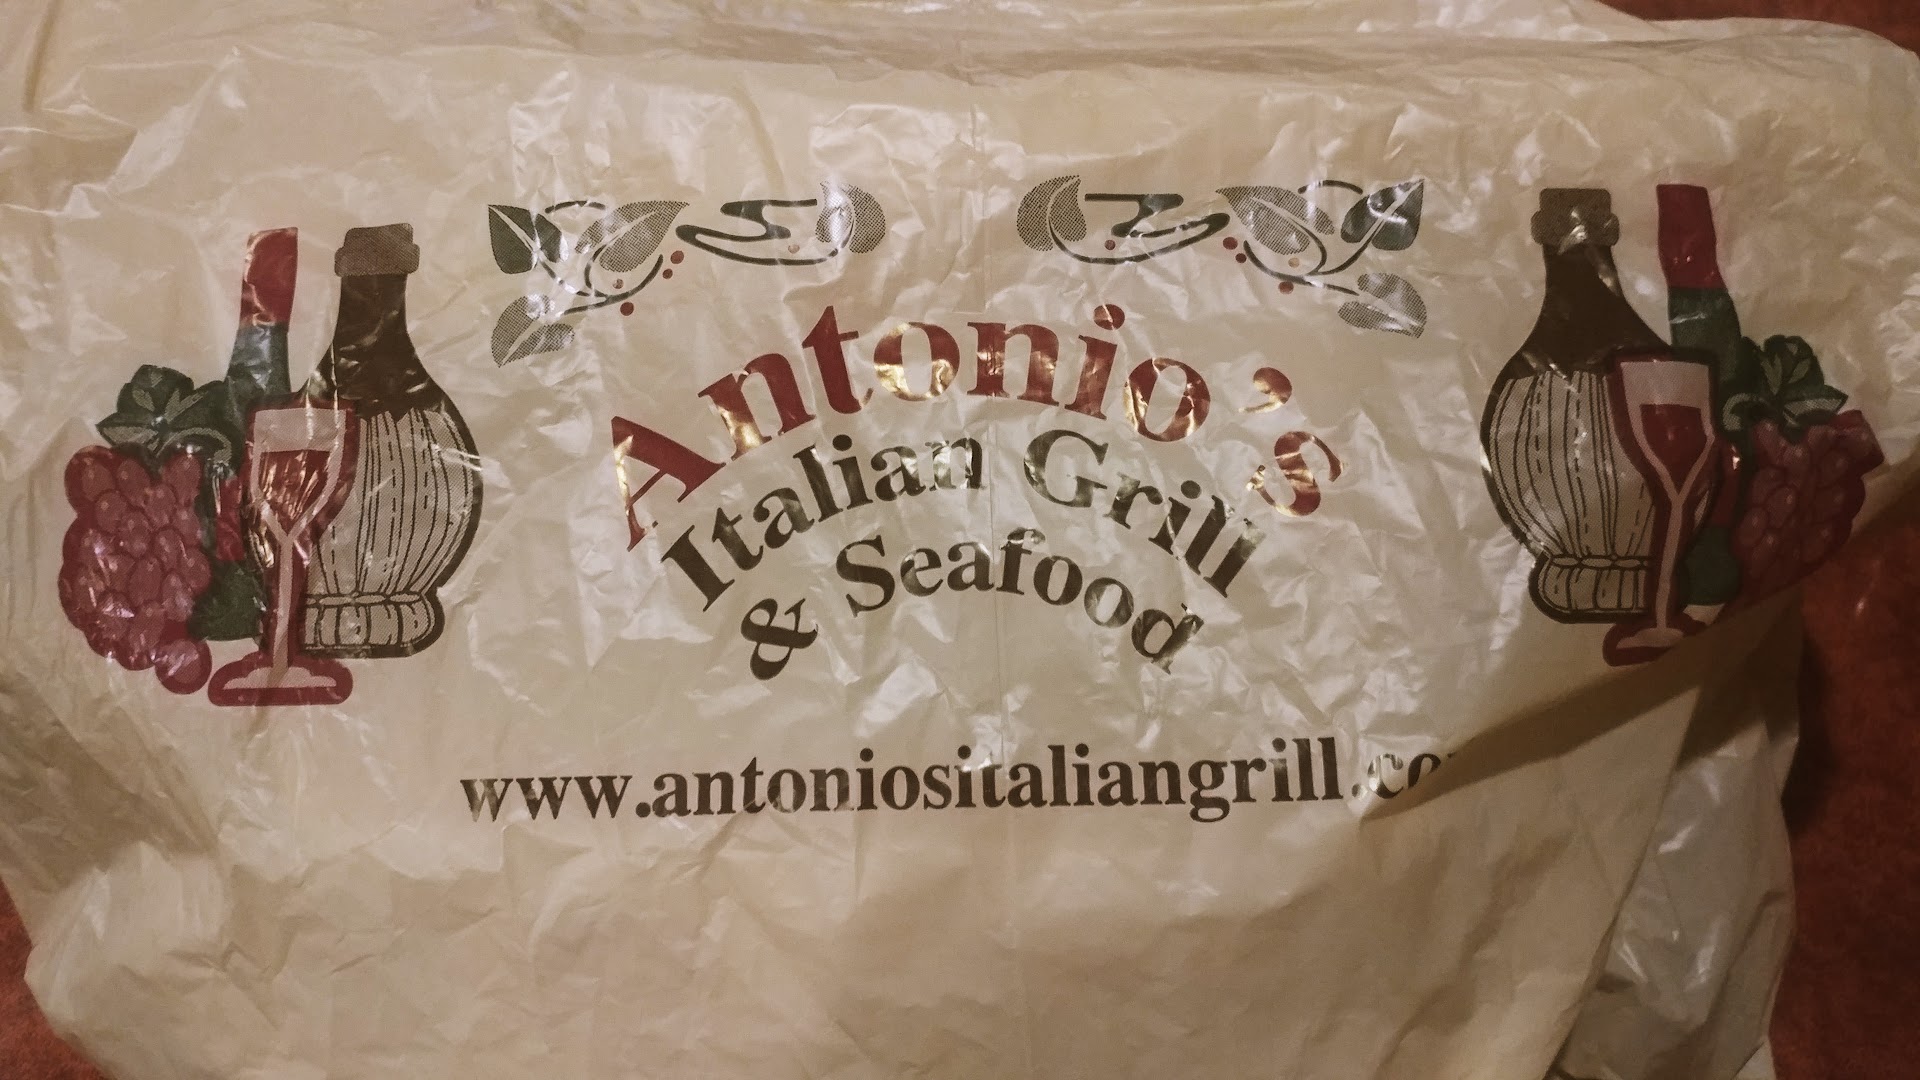 Antonio's
Italian Grill
& Seafood
www.antoniositaliangrill.co